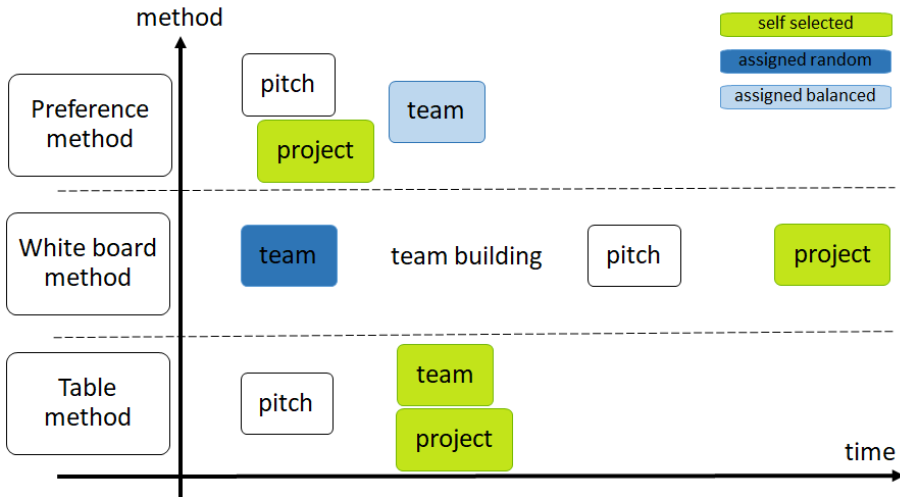 method
self selected
assigned random
assigned balanced
Preference
method
pitch
project
team
White board
method
team
team building
pitch
project
Table
method
pitch
team
project
time